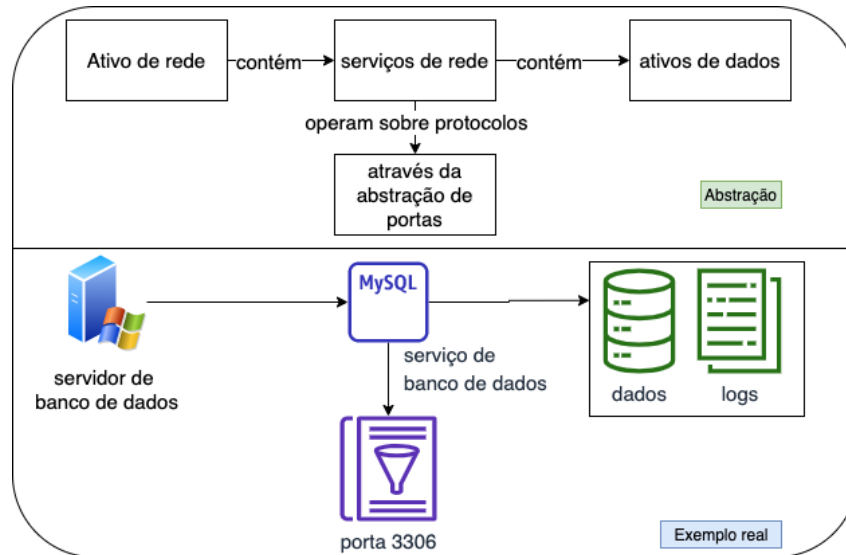 Ativo de rede
contém
serviços de rede
contém
ativos de dados
operam sobre protocolos
através da
abstração de
portas
Abstração
MySQL
servidor de
banco de dados
serviço de
banco de dados
dados
logs
porta 3306
Exemplo real